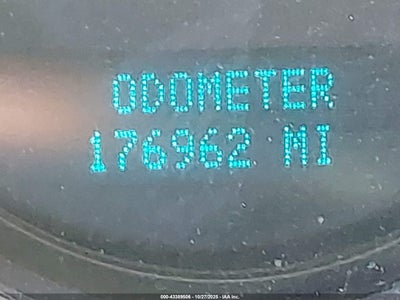 ODOMETER
176962 MI
000-43389506 - 10/27/2025 - IAA Inc.